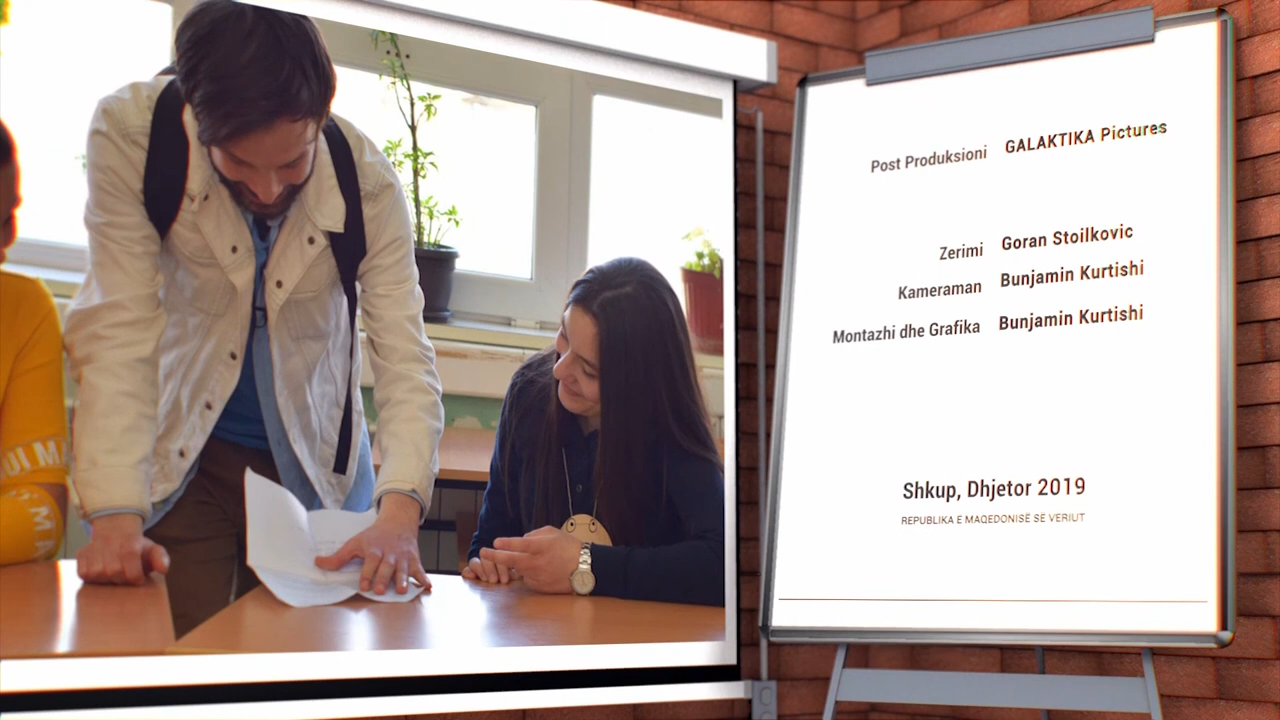 Post Produksioni GALAKTIKA Pictures
Zerimi Goran Stoilkovic
Kameraman Bunjamin Kurtishi
Montazhi dhe Grafika Bunjamin Kurtishi
Shkup, Dhjetor 2019
REPUBLIKA E MAQEDONISË SË VERIUT